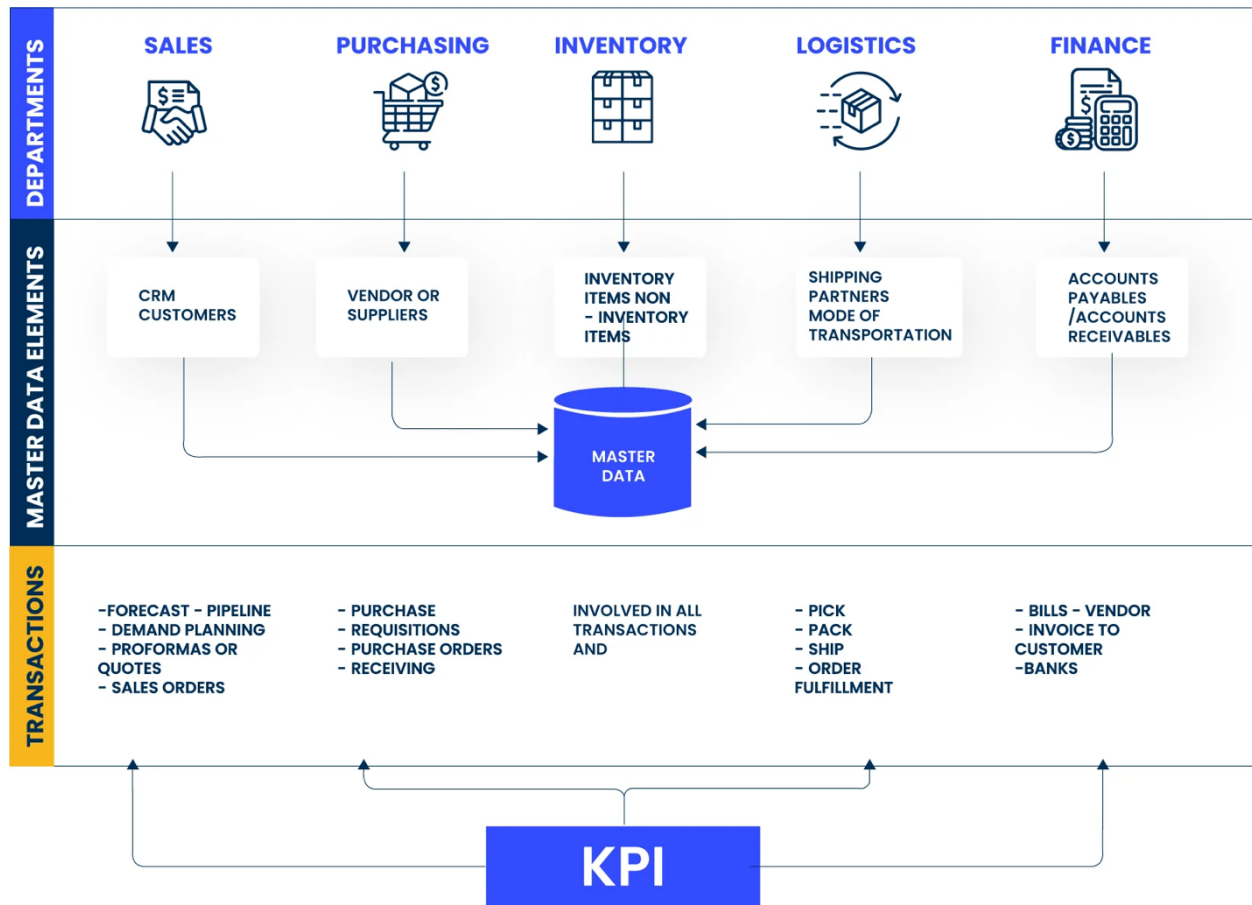 DEPARTMENTS
SALES
PURCHASING
INVENTORY
LOGISTICS
FINANCE
MASTER DATA ELEMENTS
CRM
CUSTOMERS
VENDOR OR
SUPPLIERS
INVENTORY
ITEMS NON
- INVENTORY
ITEMS
SHIPPING
PARTNERS
MODE OF
TRANSPORTATION
ACCOUNTS
PAYABLES
/ACCOUNTS
RECEIVABLES
MASTER
DATA
TRANSACTIONS
-FORECAST - PIPELINE
- DEMAND PLANNING
- PROFORMAS OR
QUOTES
- SALES ORDERS
- PURCHASE
- REQUISITIONS
- PURCHASE ORDERS
- RECEIVING
INVOLVED IN ALL
TRANSACTIONS
AND
- PICK
- PACK
- SHIP
- ORDER
FULFILLMENT
- BILLS - VENDOR
- INVOICE TO
CUSTOMER
-BANKS
KPI